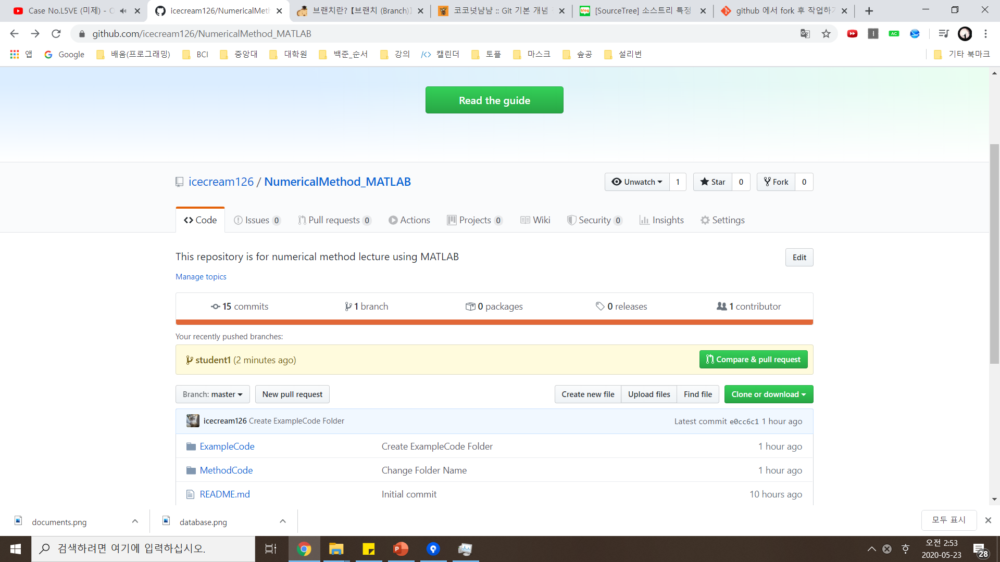 Case No.L5VE (미제) - C
icecream126/NumericalMeth
브랜치란? 【브랜치 (Branch)】
코코넛냠냠 :: Git 기본 개념
[SourceTree] 소스트리 특정
github 에서 fork 후 작업하기
github.com/icecream126/NumericalMethod_MATLAB
앱
Google
배움(프로그래밍)
BCI
중앙대
대학원
백준_순서
강의
캘린더
토플
마스크
숲공
설리번
기타 북마크
Read the guide
icecream126 / NumericalMethod_MATLAB
Unwatch 1
Star 0
Fork 0
Code
Issues 0
Pull requests 0
Actions
Projects 0
Wiki
Security 0
Insights
Settings
This repository is for numerical method lecture using MATLAB
Edit
Manage topics
15 commits
1 branch
0 packages
0 releases
1 contributor
Your recently pushed branches:
student1 (2 minutes ago)
Compare & pull request
Branch: master
New pull request
Create new file
Upload files
Find file
Clone or download
icecream126 Create ExampleCode Folder
Latest commit e0cc6c1 1 hour ago
ExampleCode
Create ExampleCode Folder
1 hour ago
MethodCode
Change Folder Name
1 hour ago
README.md
Initial commit
10 hours ago
documents.png
database.png
모두 표시
검색하려면 여기에 입력하십시오.
오전 2:53
2020-05-23
28